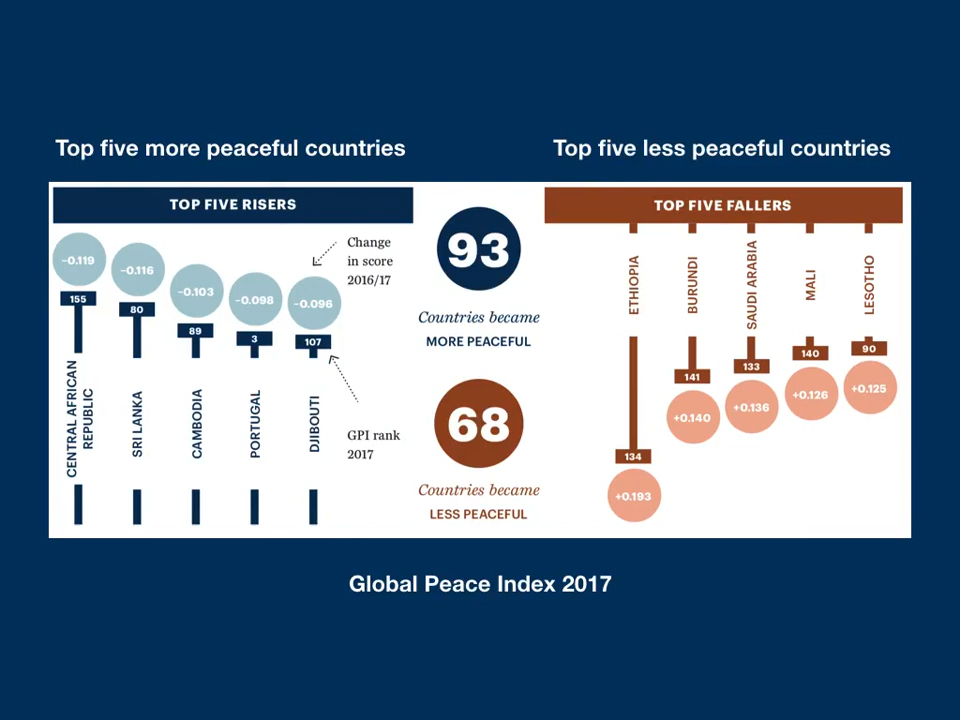 Top five more peaceful countries
Top five less peaceful countries
TOP FIVE RISERS
−0.119
−0.116
−0.103
−0.098
−0.096
155
80
89
3
107
CENTRAL AFRICAN
REPUBLIC
SRI LANKA
CAMBODIA
PORTUGAL
DJIBOUTI
Change
in score
2016/17
GPI rank
2017
93
Countries became
MORE PEACEFUL
68
Countries became
LESS PEACEFUL
TOP FIVE FALLERS
ETHIOPIA
BURUNDI
SAUDI ARABIA
MALI
LESOTHO
134
141
133
140
90
+0.193
+0.140
+0.136
+0.126
+0.125
Global Peace Index 2017